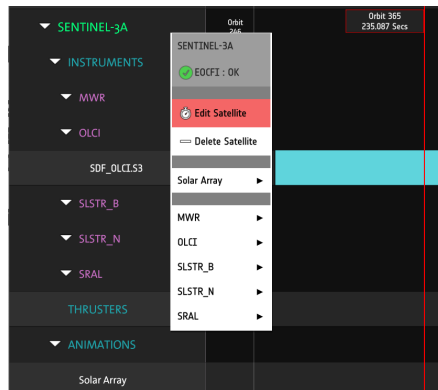 SENTINEL-3A
INSTRUMENTS
MWR
OLCI
SDF_OLCI.S3
SLSTR_B
SLSTR_N
SRAL
THRUSTERS
ANIMATIONS
Solar Array
Orbit
Orbit 365
235.087 Secs
SENTINEL-3A
EOCFI : OK
Edit Satellite
Delete Satellite
Solar Array
MWR
OLCI
SLSTR_B
SLSTR_N
SRAL